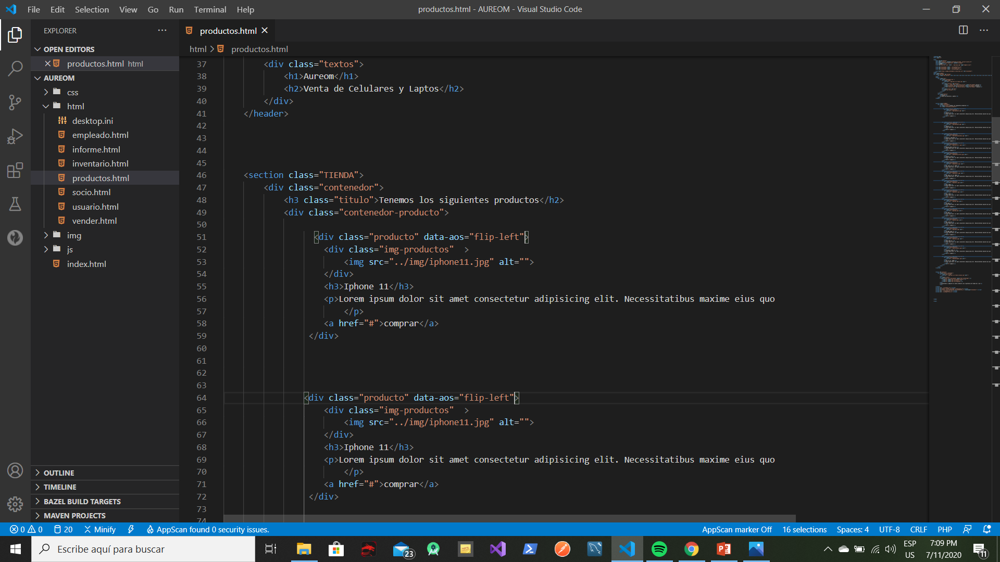 File Edit Selection View Go Run Terminal Help
productos.html - AUREOM - Visual Studio Code
EXPLORER
OPEN EDITORS
productos.html html
AUREOM
css
html
desktop.ini
empleado.html
informe.html
inventario.html
productos.html
socio.html
usuario.html
vender.html
img
js
index.html
OUTLINE
TIMELINE
BAZEL BUILD TARGETS
MAVEN PROJECTS
productos.html
html > productos.html
37 <div class="textos">
38 <h1>Aureom</h1>
39 <h2>Venta de Celulares y Laptos</h2>
40 </div>
41 </header>
42
43
44
45
46 <section class="TIENDA">
47 <div class="contenedor">
48 <h3 class="titulo">Tenemos los siguientes productos</h2>
49 <div class="contenedor-producto">
50
51 <div class="producto" data-aos="flip-left">
52 <div class="img-productos"  >
53 <img src="../img/iphone11.jpg" alt="">
54 </div>
55 <h3>Iphone 11</h3>
56 <p>Lorem ipsum dolor sit amet consectetur adipisicing elit. Necessitatibus maxime eius quo
57 </p>
58 <a href="#">comprar</a>
59 </div>
60
61
62
63
64 <div class="producto" data-aos="flip-left">
65 <div class="img-productos"  >
66 <img src="../img/iphone11.jpg" alt="">
67 </div>
68 <h3>Iphone 11</h3>
69 <p>Lorem ipsum dolor sit amet consectetur adipisicing elit. Necessitatibus maxime eius quo
70 </p>
71 <a href="#">comprar</a>
72 </div>
73
74
0 0 20 Minify AppScan found 0 security issues.
AppScan marker Off 16 selections Spaces: 4 UTF-8 CRLF PHP
Escribe aquí para buscar
23
ESP
US
7:09 PM
7/11/2020
11